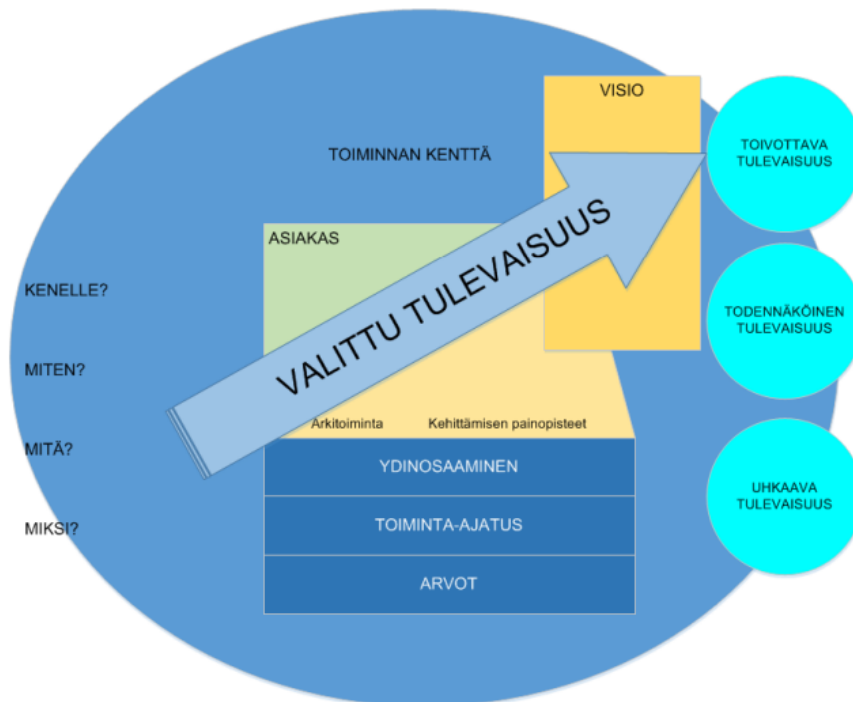 VISIO
TOIMINNAN KENTTÄ
TOIVOTTAVA
TULEVAISUUS
ASIAKAS
VALITTU TULEVAISUUS
KENELLE?
TODENNÄKÖINEN
TULEVAISUUS
MITEN?
Arkitoiminta
Kehittämisen painopisteet
MITÄ?
YDINOSAAMINEN
UHKAAVA
TULEVAISUUS
MIKSI?
TOIMINTA-AJATUS
ARVOT